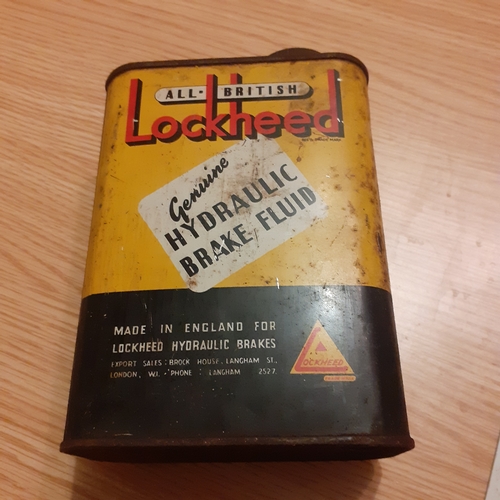 ALL-BRITISH
Lockheed
Genuine
HYDRAULIC
BRAKE FLUID
MADE IN ENGLAND FOR
LOCKHEED HYDRAULIC BRAKES
EXPORT SALES: BROCK HOUSE, LANGHAM ST.,
LONDON, W.1. 'PHONE : LANGHAM 2527.
LOCKHEED